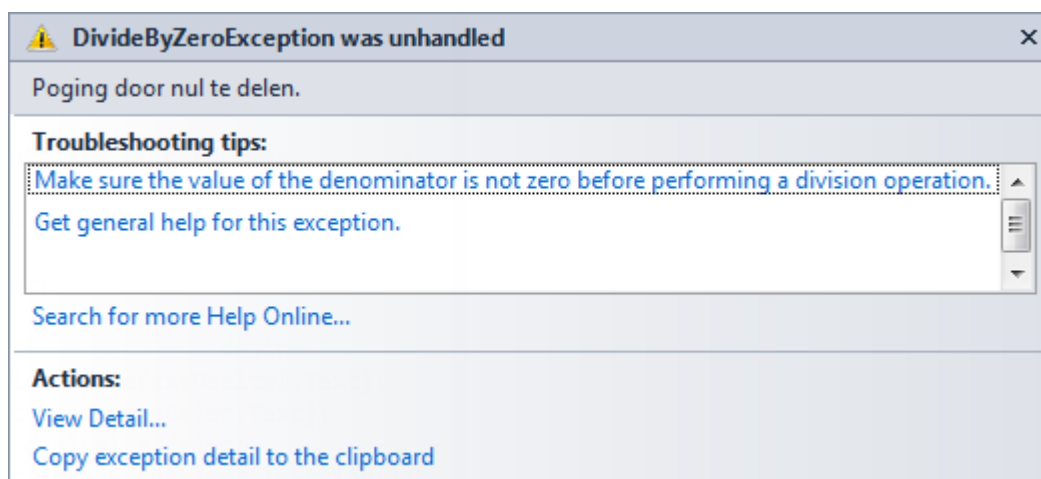 DivideByZeroException was unhandled
Poging door nul te delen.
Troubleshooting tips:
Make sure the value of the denominator is not zero before performing a division operation.
Get general help for this exception.
Search for more Help Online...
Actions:
View Detail...
Copy exception detail to the clipboard